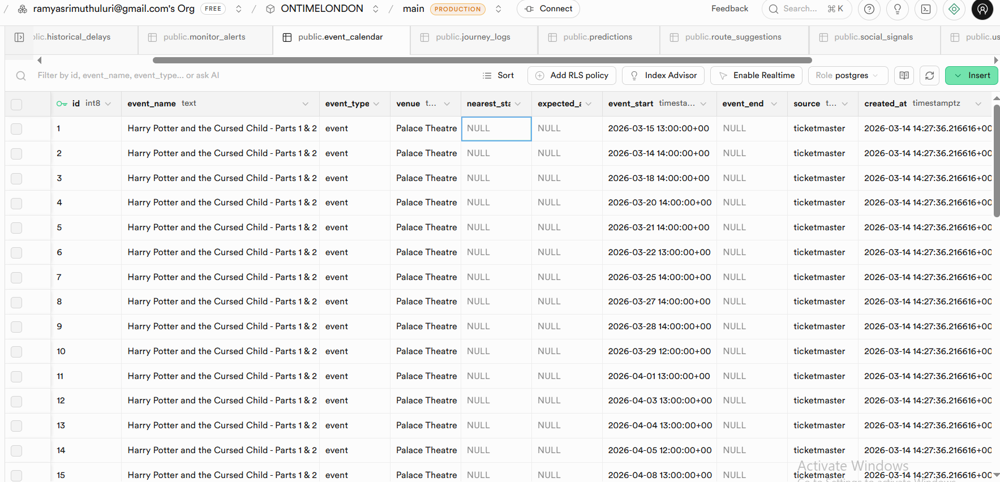 / ramyasrimuthuluri@gmail.com's Org FREE / ONTIMELONDON / main PRODUCTION Connect Feedback Search... ⌘ K
blic.historical_delays public.monitor_alerts public.event_calendar public.journey_logs public.predictions public.route_suggestions public.social_signals public.us
Filter by id, event_name, event_type... or ask AI Sort Add RLS policy Index Advisor Enable Realtime Role postgres Insert
id int8 event_name text event_type venue t... nearest_sta expected_a event_start timesta... event_end source t... created_at timestamptz
1 Harry Potter and the Cursed Child - Parts 1 & 2 event Palace Theatre NULL NULL 2026-03-15 13:00:00+00 NULL ticketmaster 2026-03-14 14:27:36.216616+00
2 Harry Potter and the Cursed Child - Parts 1 & 2 event Palace Theatre NULL NULL 2026-03-14 14:00:00+00 NULL ticketmaster 2026-03-14 14:27:36.216616+00
3 Harry Potter and the Cursed Child - Parts 1 & 2 event Palace Theatre NULL NULL 2026-03-18 14:00:00+00 NULL ticketmaster 2026-03-14 14:27:36.216616+00
4 Harry Potter and the Cursed Child - Parts 1 & 2 event Palace Theatre NULL NULL 2026-03-20 14:00:00+00 NULL ticketmaster 2026-03-14 14:27:36.216616+00
5 Harry Potter and the Cursed Child - Parts 1 & 2 event Palace Theatre NULL NULL 2026-03-21 14:00:00+00 NULL ticketmaster 2026-03-14 14:27:36.216616+00
6 Harry Potter and the Cursed Child - Parts 1 & 2 event Palace Theatre NULL NULL 2026-03-22 13:00:00+00 NULL ticketmaster 2026-03-14 14:27:36.216616+00
7 Harry Potter and the Cursed Child - Parts 1 & 2 event Palace Theatre NULL NULL 2026-03-25 14:00:00+00 NULL ticketmaster 2026-03-14 14:27:36.216616+00
8 Harry Potter and the Cursed Child - Parts 1 & 2 event Palace Theatre NULL NULL 2026-03-27 14:00:00+00 NULL ticketmaster 2026-03-14 14:27:36.216616+00
9 Harry Potter and the Cursed Child - Parts 1 & 2 event Palace Theatre NULL NULL 2026-03-28 14:00:00+00 NULL ticketmaster 2026-03-14 14:27:36.216616+00
10 Harry Potter and the Cursed Child - Parts 1 & 2 event Palace Theatre NULL NULL 2026-03-29 12:00:00+00 NULL ticketmaster 2026-03-14 14:27:36.216616+00
11 Harry Potter and the Cursed Child - Parts 1 & 2 event Palace Theatre NULL NULL 2026-04-01 13:00:00+00 NULL ticketmaster 2026-03-14 14:27:36.216616+00
12 Harry Potter and the Cursed Child - Parts 1 & 2 event Palace Theatre NULL NULL 2026-04-03 13:00:00+00 NULL ticketmaster 2026-03-14 14:27:36.216616+00
13 Harry Potter and the Cursed Child - Parts 1 & 2 event Palace Theatre NULL NULL 2026-04-04 13:00:00+00 NULL ticketmaster 2026-03-14 14:27:36.216616+00
14 Harry Potter and the Cursed Child - Parts 1 & 2 event Palace Theatre NULL NULL 2026-04-05 12:00:00+00 NULL ticketmaster 2026-03-14 14:27:36.216616+00
15 Harry Potter and the Cursed Child - Parts 1 & 2 event Palace Theatre NULL NULL 2026-04-08 13:00:00+00 NULL ticketmaster 2026-03-14 14:27:36.216616+00
Activate Windows